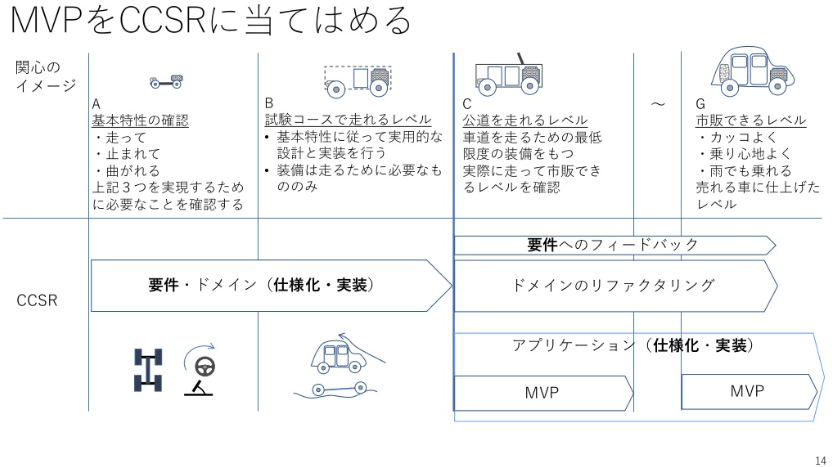 MVPをCCSRに当てはめる
関心の
イメージ
A
基本特性の確認
・走って
・止まれて
・曲がれる
上記３つを実現するため
に必要なことを確認する
B
試験コースで走れるレベル
• 基本特性に従って実用的な
設計と実装を行う
• 装備は走るために必要なも
ののみ
C
公道を走れるレベル
車道を走るための最低
限度の装備をもつ
実際に走って市販でき
るレベルを確認
～
G
市販できるレベル
・カッコよく
・乗り心地よく
・雨でも乗れる
売れる車に仕上げた
レベル
CCSR
要件・ドメイン（仕様化・実装）
要件へのフィードバック
ドメインのリファクタリング
アプリケーション（仕様化・実装）
MVP
MVP
14